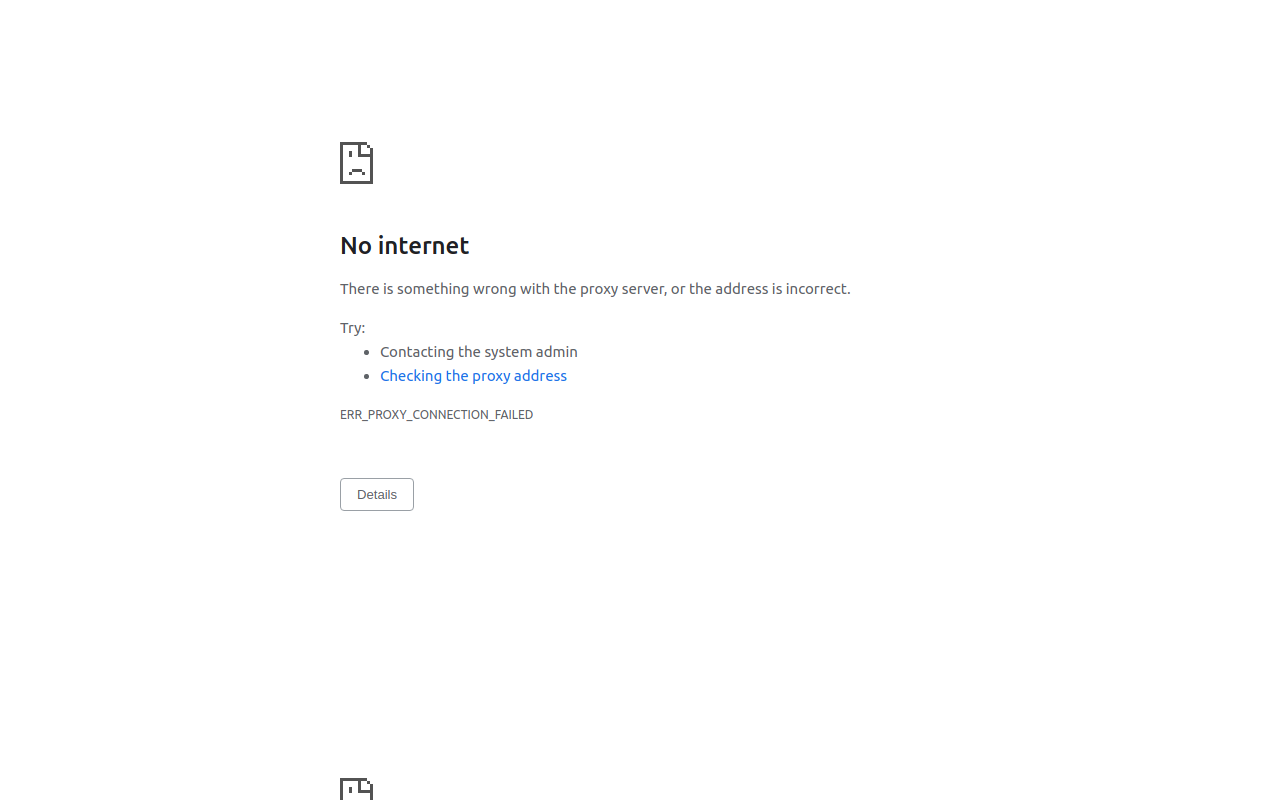 No internet
There is something wrong with the proxy server, or the address is incorrect.
Try:
Contacting the system admin
Checking the proxy address
ERR_PROXY_CONNECTION_FAILED
Details